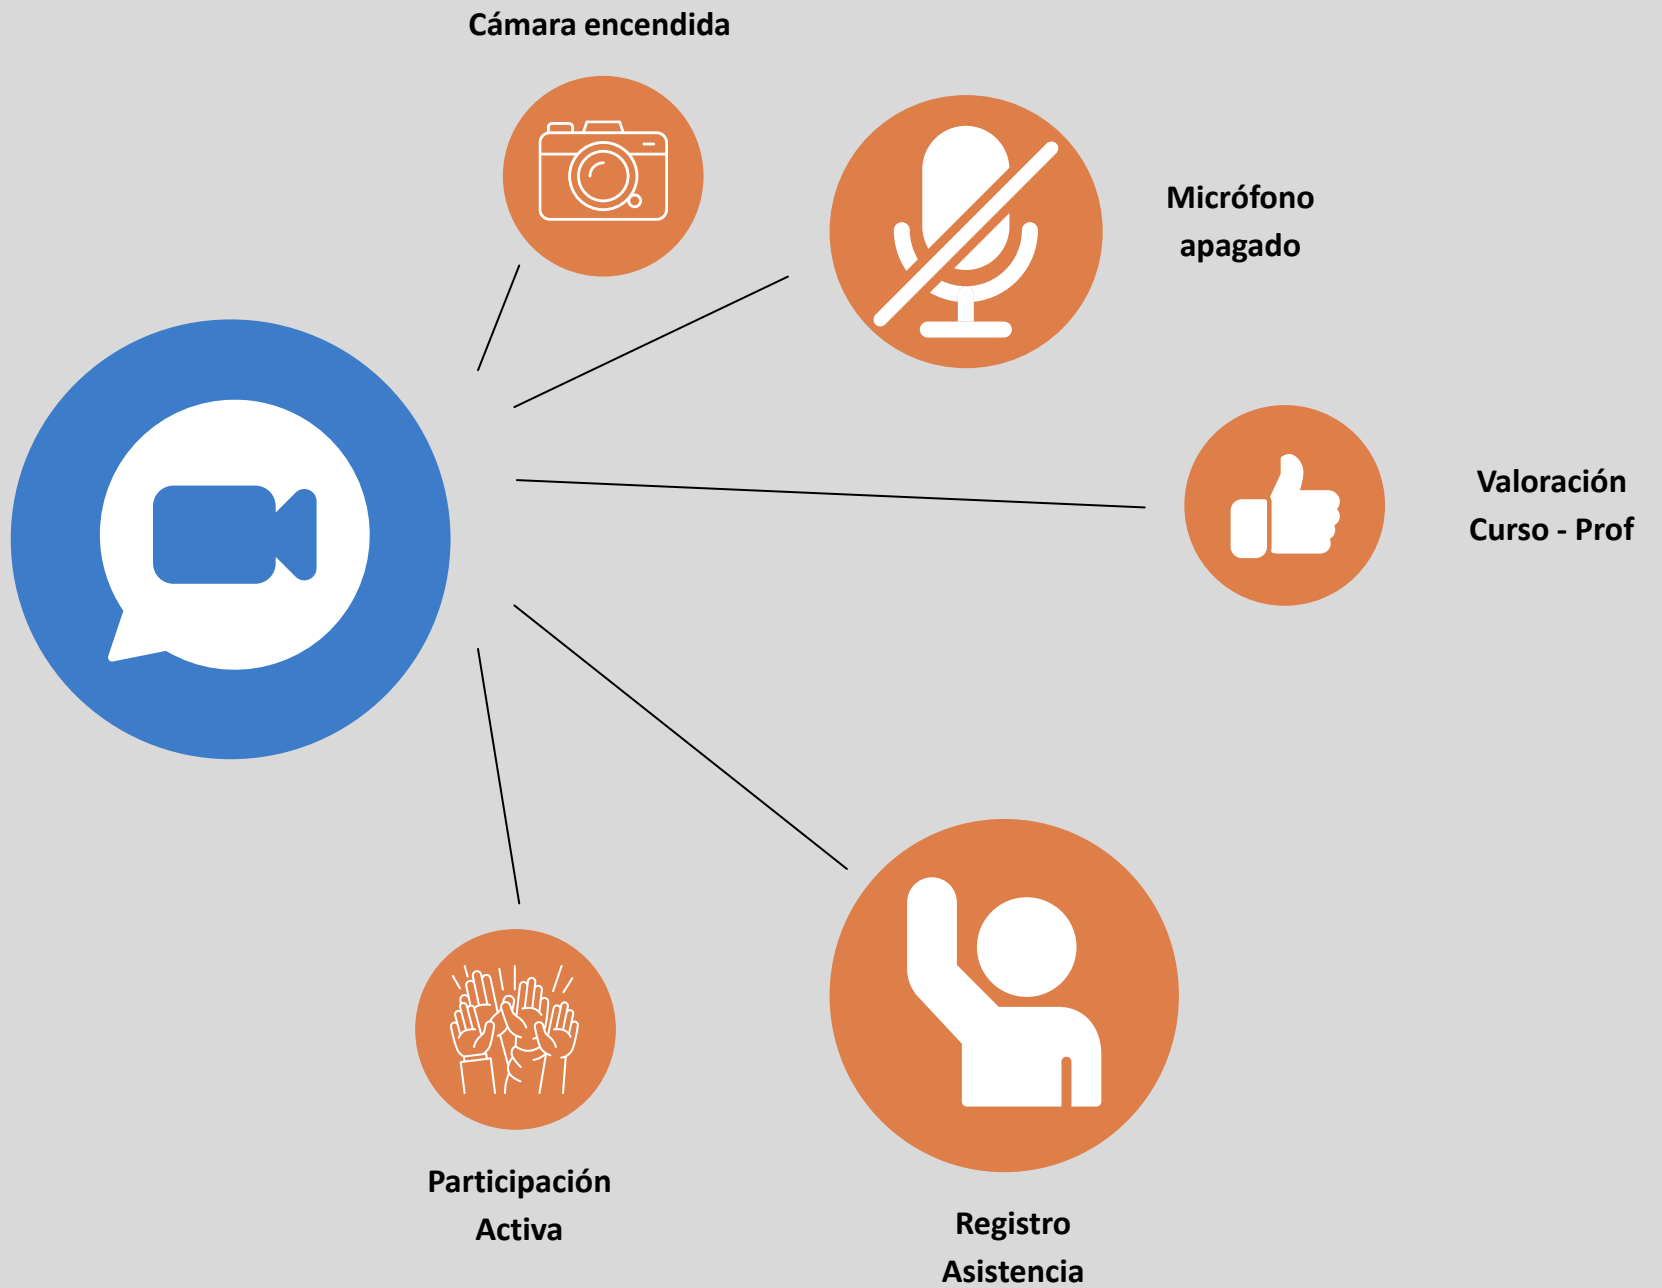 Cámara encendida
Micrófono
apagado
Valoración
Curso - Prof
Participación
Activa
Registro
Asistencia